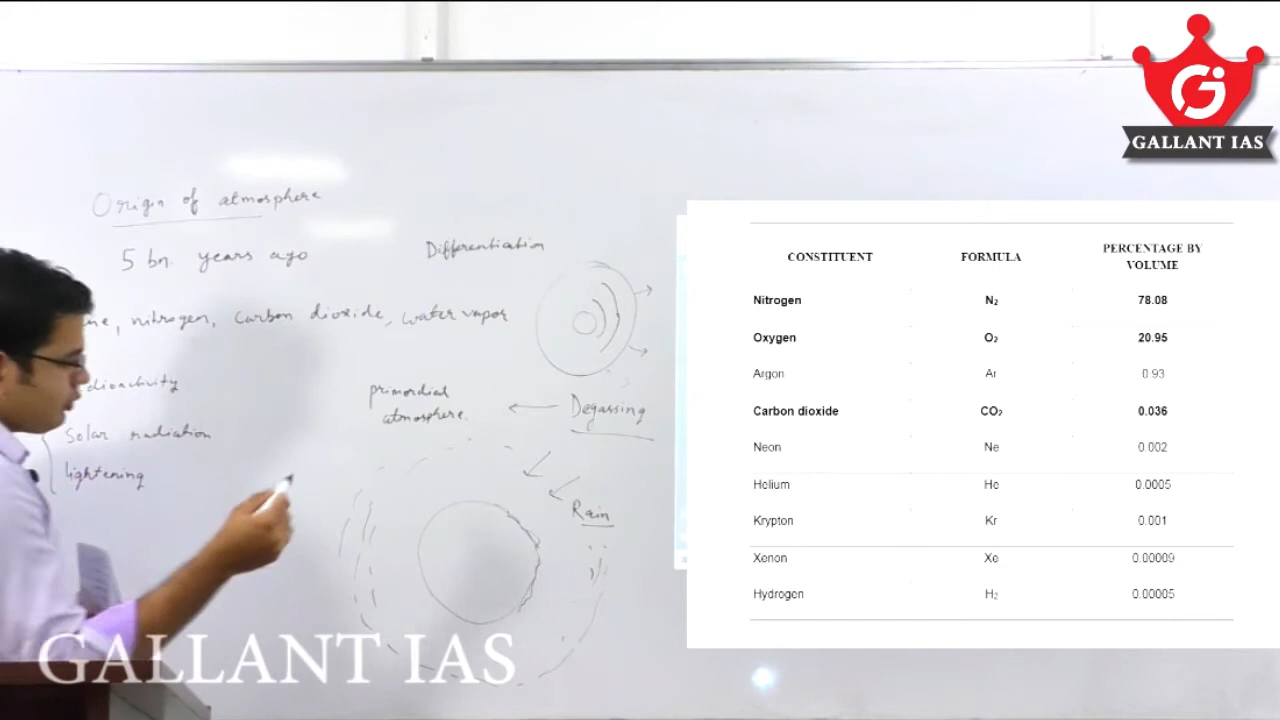 GALLANT IAS
Origin of atmosphere
5 bn. years ago
Differentiation
nitrogen, carbon dioxide, water vapor
Solar radiation
lightening
primordial
atmosphere.
Degassing
Rain
CONSTITUENT FORMULA PERCENTAGE BY VOLUME
Nitrogen N₂ 78.08
Oxygen O₂ 20.95
Argon Ar 0.93
Carbon dioxide CO₂ 0.036
Neon Ne 0.002
Helium He 0.0005
Krypton Kr 0.001
Xenon Xe 0.00009
Hydrogen H₂ 0.00005
GALLANT IAS